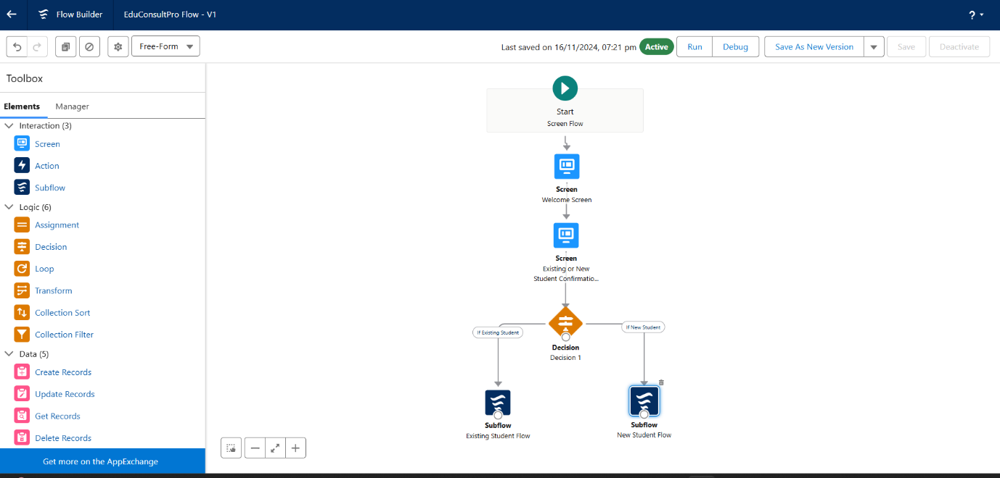 Flow Builder
EduConsultPro Flow - V1
?
Free-Form
Last saved on 16/11/2024, 07:21 pm
Active
Run
Debug
Save As New Version
Save
Deactivate
Toolbox
Elements
Manager
Interaction (3)
Screen
Action
Subflow
Logic (6)
Assignment
Decision
Loop
Transform
Collection Sort
Collection Filter
Data (5)
Create Records
Update Records
Get Records
Delete Records
Get more on the AppExchange
Start
Screen Flow
Screen
Welcome Screen
Screen
Existing or New
Student Confirmatio...
If Existing Student
If New Student
Decision
Decision 1
Subflow
Existing Student Flow
Subflow
New Student Flow